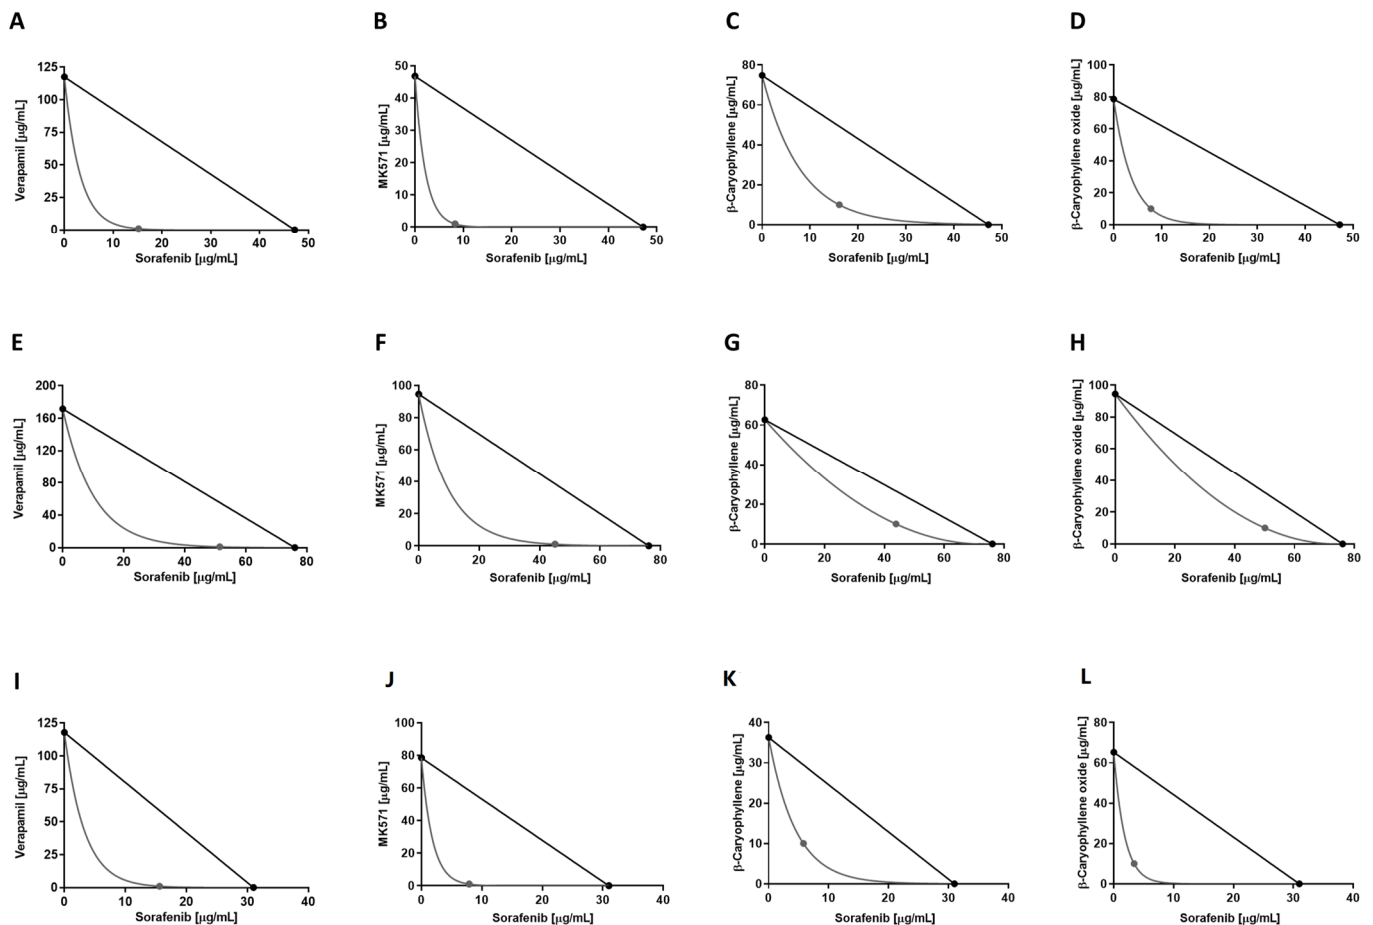 A B C D
125
100
75
50
25
0
Verapamil [µg/mL]
0 10 20 30 40 50
Sorafenib [µg/mL]
50
40
30
20
10
0
MK571 [µg/mL]
0 10 20 30 40 50
Sorafenib [µg/mL]
80
60
40
20
0
β-Caryophyllene [µg/mL]
0 10 20 30 40 50
Sorafenib [µg/mL]
100
80
60
40
20
0
β-Caryophyllene oxide [µg/mL]
0 10 20 30 40 50
Sorafenib [µg/mL]
E F G H
200
160
120
80
40
0
Verapamil [µg/mL]
0 20 40 60 80
Sorafenib [µg/mL]
100
80
60
40
20
0
MK571 [µg/mL]
0 20 40 60 80
Sorafenib [µg/mL]
80
60
40
20
0
β-Caryophyllene [µg/mL]
0 20 40 60 80
Sorafenib [µg/mL]
100
80
60
40
20
0
β-Caryophyllene oxide [µg/mL]
0 20 40 60 80
Sorafenib [µg/mL]
I J K L
125
100
75
50
25
0
Verapamil [µg/mL]
0 10 20 30 40
Sorafenib [µg/mL]
100
80
60
40
20
0
MK571 [µg/mL]
0 10 20 30 40
Sorafenib [µg/mL]
40
30
20
10
0
β-Caryophyllene [µg/mL]
0 10 20 30 40
Sorafenib [µg/mL]
80
60
40
20
0
β-Caryophyllene oxide [µg/mL]
0 10 20 30 40
Sorafenib [µg/mL]